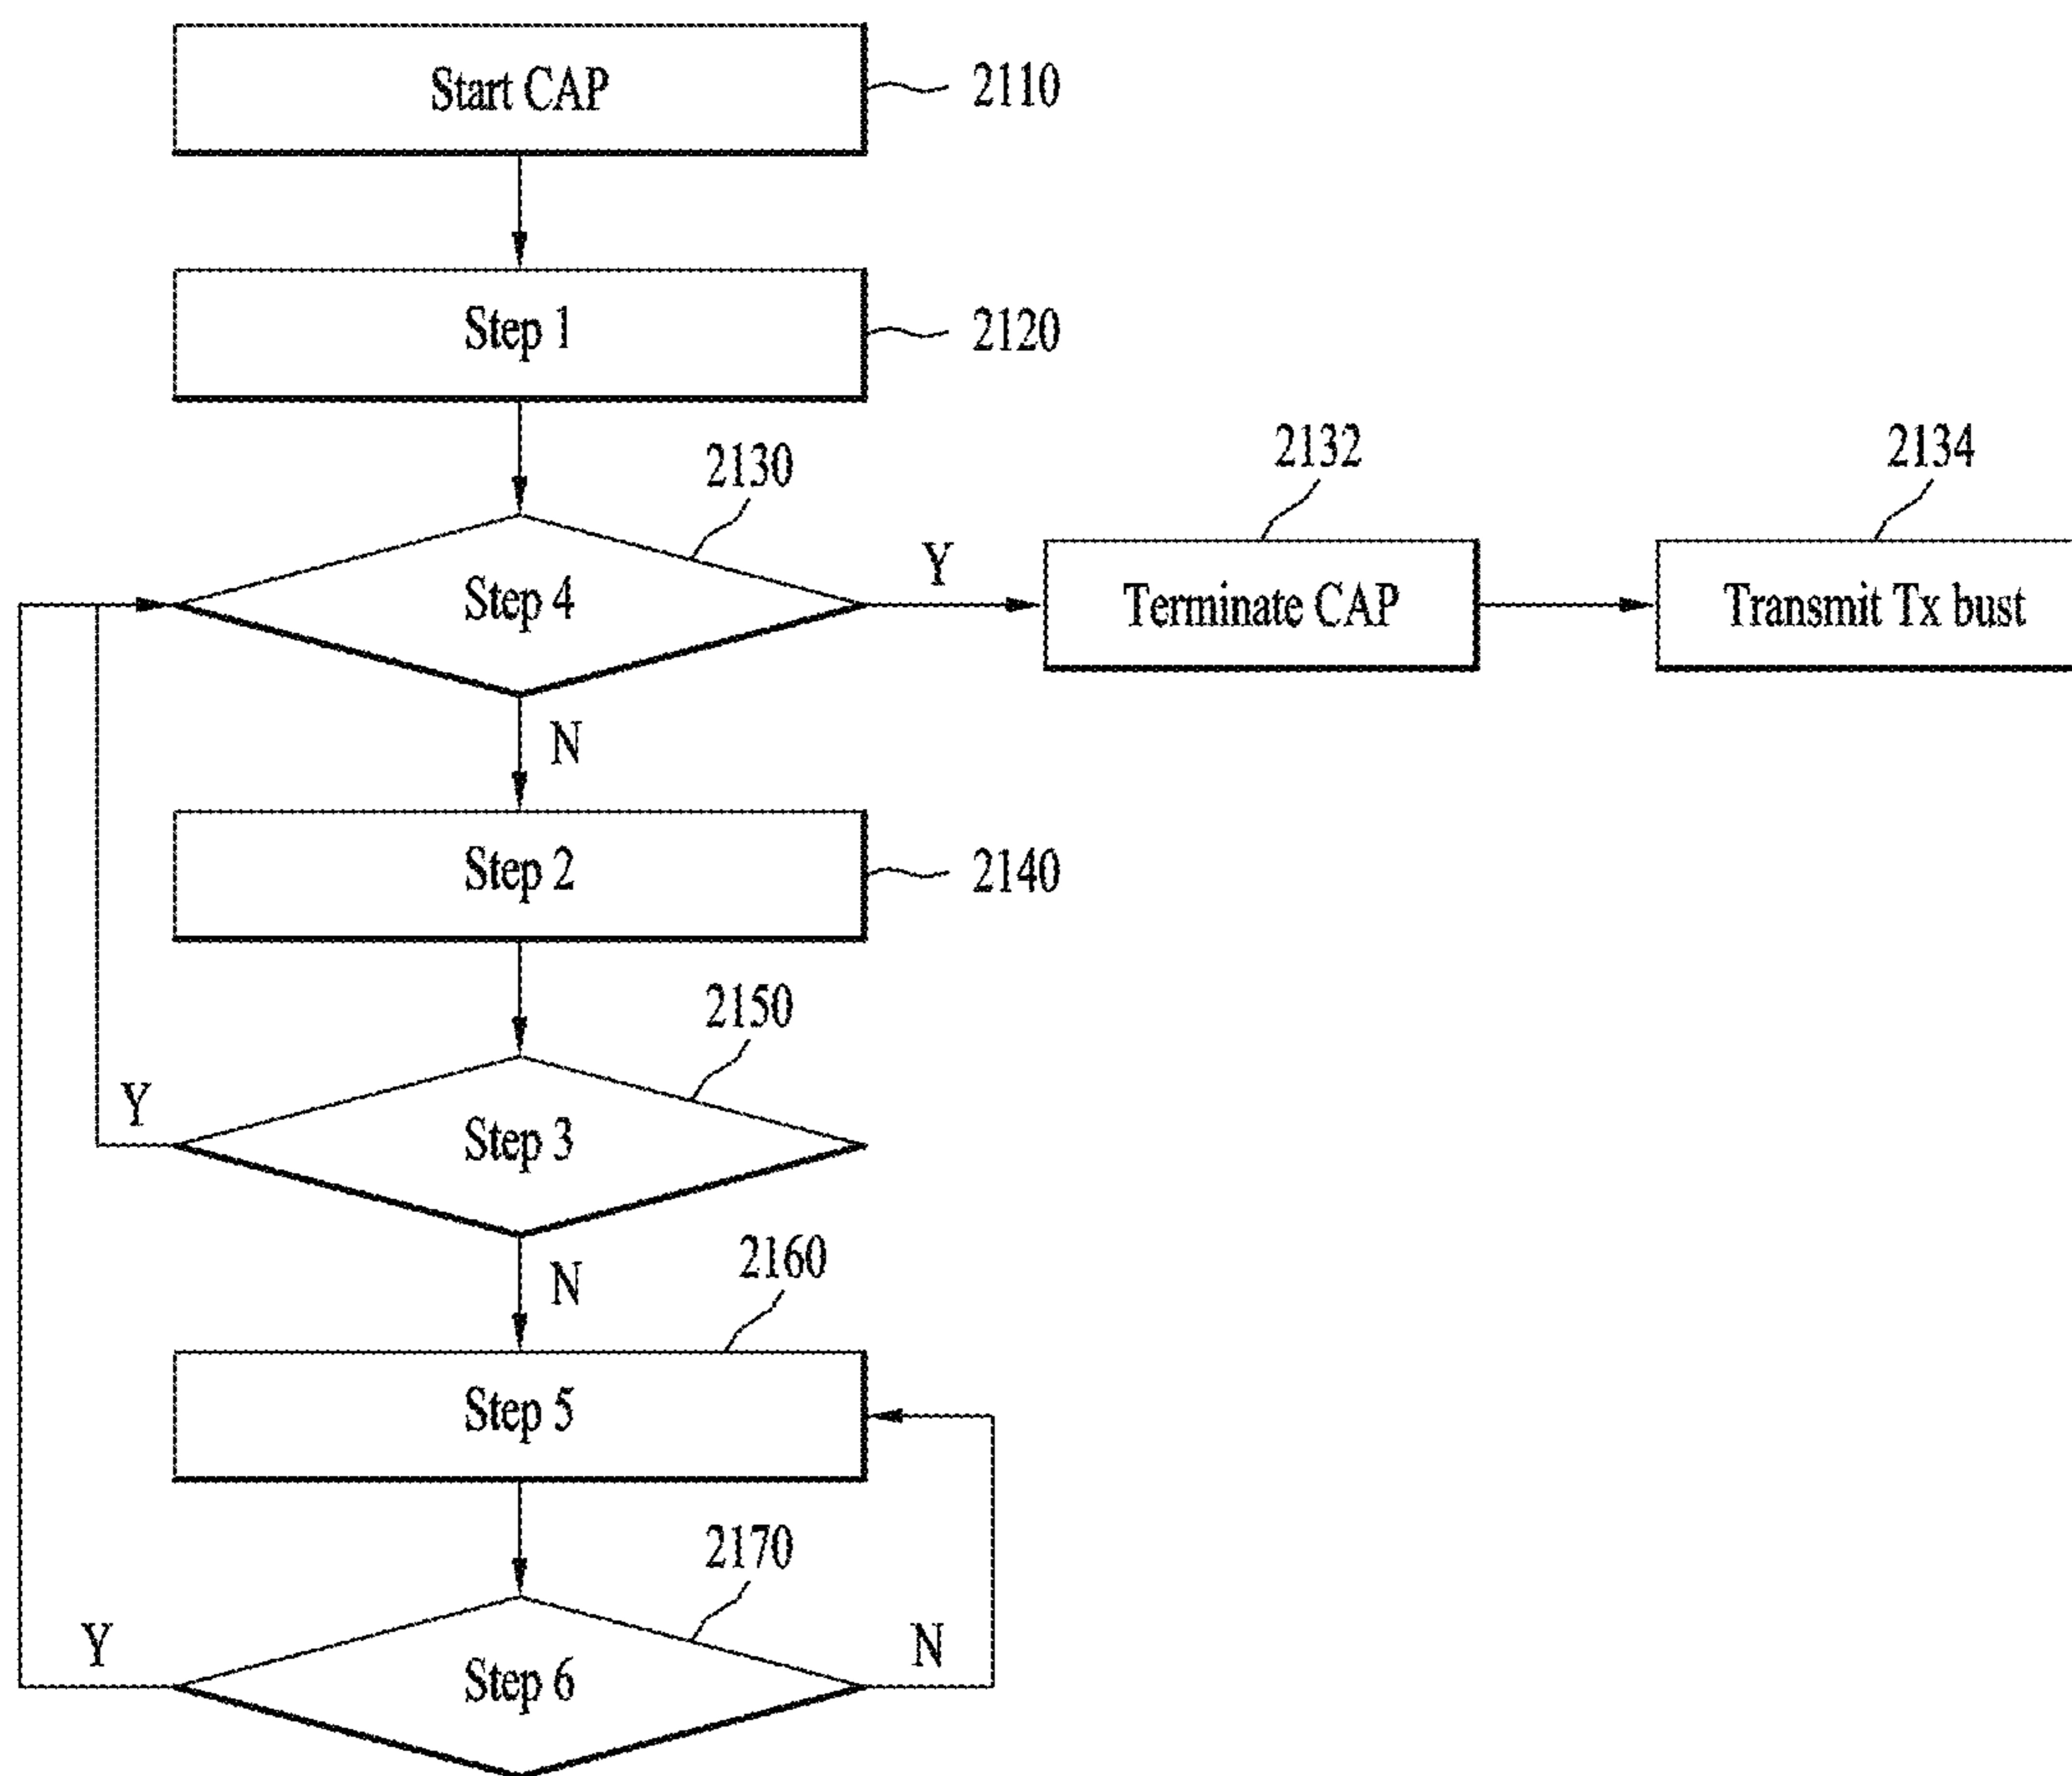 Start CAP
2110
Step 1
2120
2130
2132
2134
Step 4
Y
Terminate CAP
Transmit Tx bust
N
Step 2
2140
2150
Y
Step 3
N
2160
Step 5
2170
Y
Step 6
N